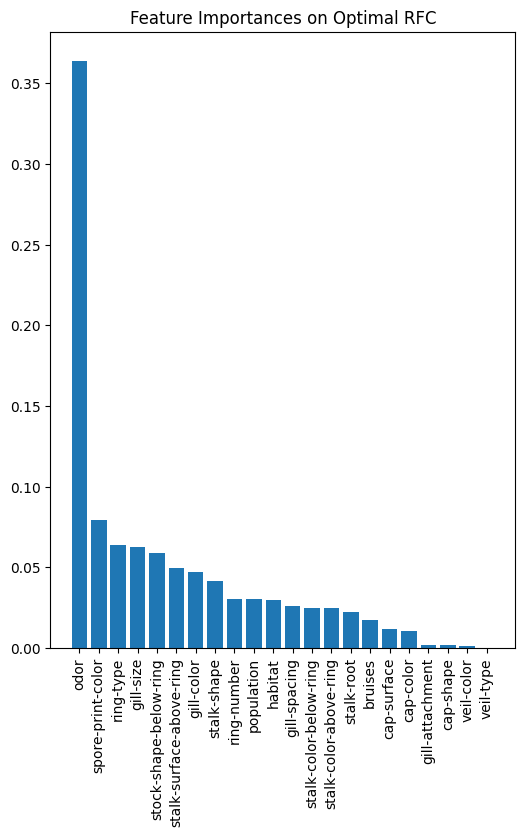 Feature Importances on Optimal RFC
0.35
0.30
0.25
0.20
0.15
0.10
0.05
0.00
odor
spore-print-color
ring-type
gill-size
stock-shape-below-ring
stalk-surface-above-ring
gill-color
stalk-shape
ring-number
population
habitat
gill-spacing
stalk-color-below-ring
stalk-color-above-ring
stalk-root
bruises
cap-surface
cap-color
gill-attachment
cap-shape
veil-color
veil-type